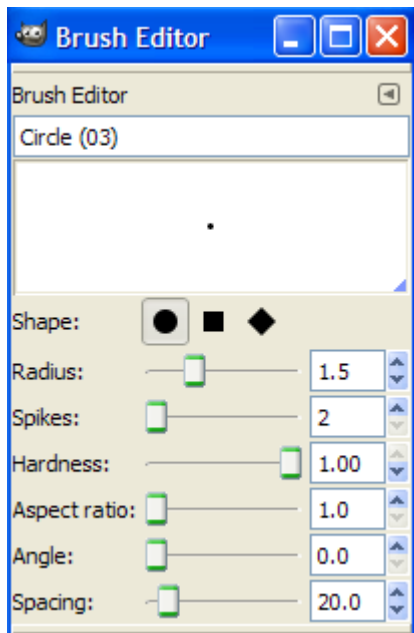 Brush Editor
Brush Editor
Circle (03)
Shape:
Radius: 1.5
Spikes: 2
Hardness: 1.00
Aspect ratio: 1.0
Angle: 0.0
Spacing: 20.0